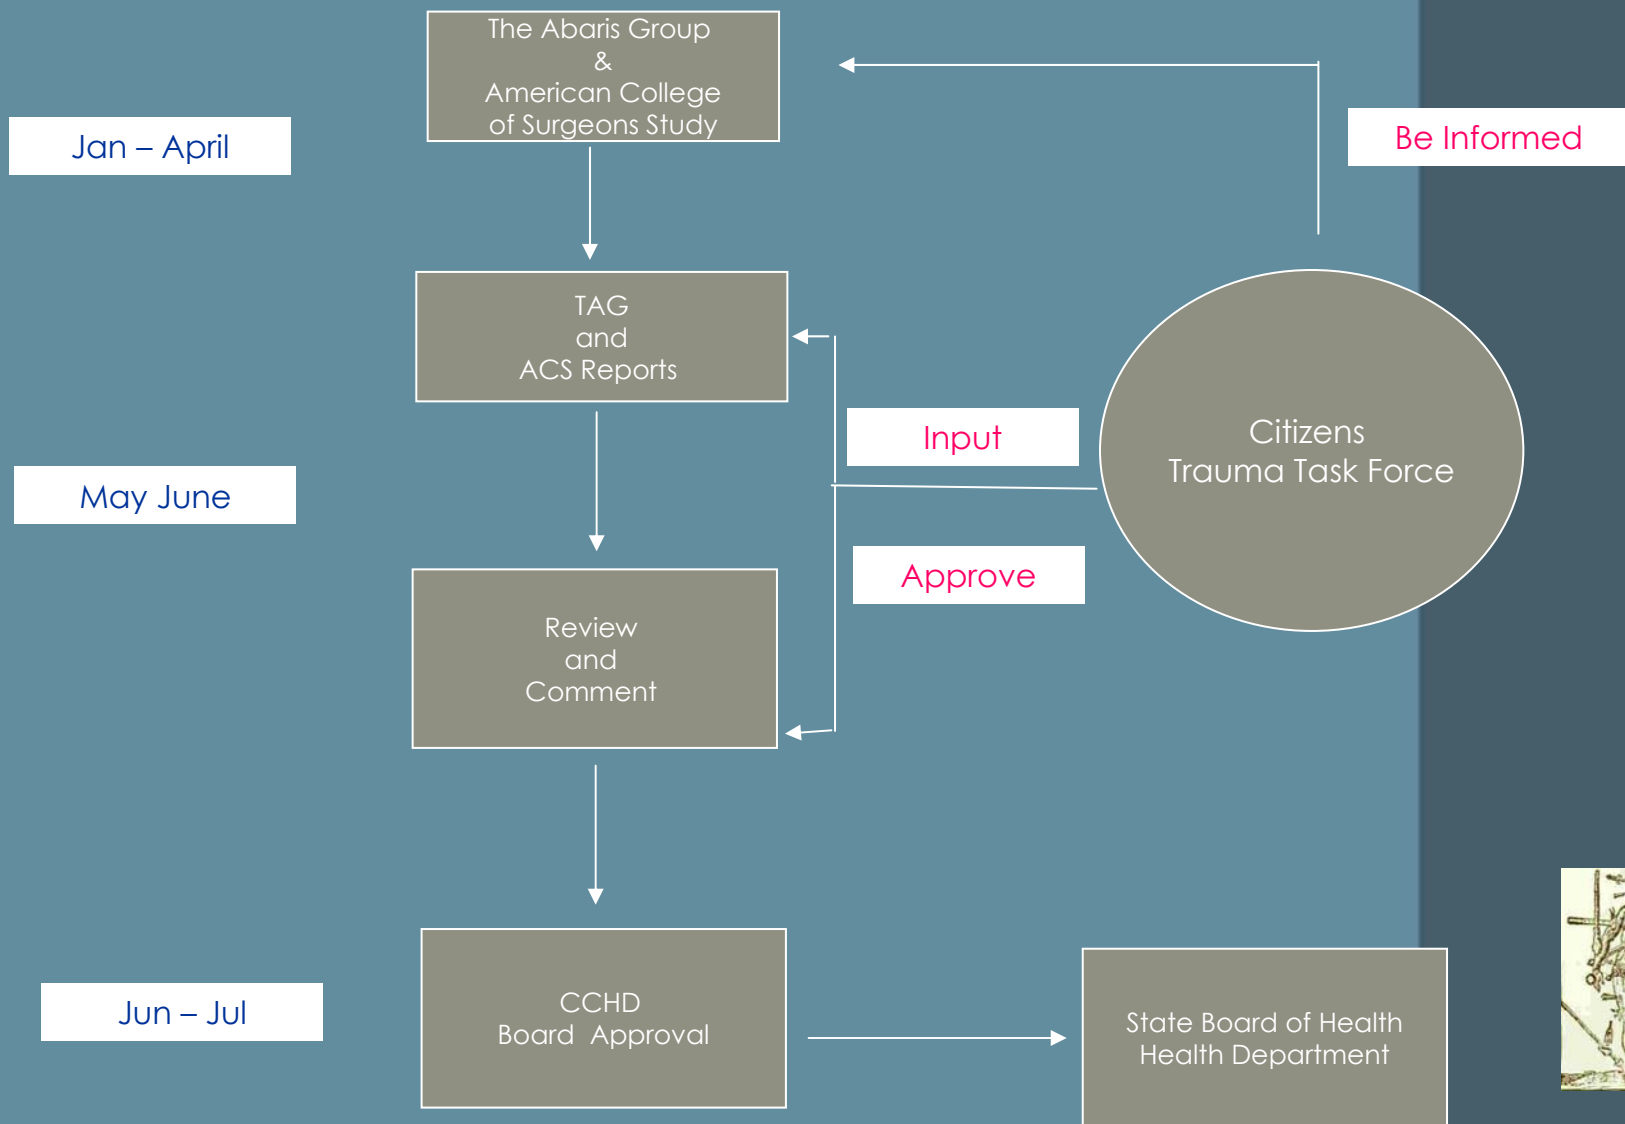 The Abaris Group
&
American College
of Surgeons Study
Jan – April
Be Informed
TAG
and
ACS Reports
Input
Citizens
Trauma Task Force
May June
Approve
Review
and
Comment
Jun – Jul
CCHD
Board Approval
State Board of Health
Health Department